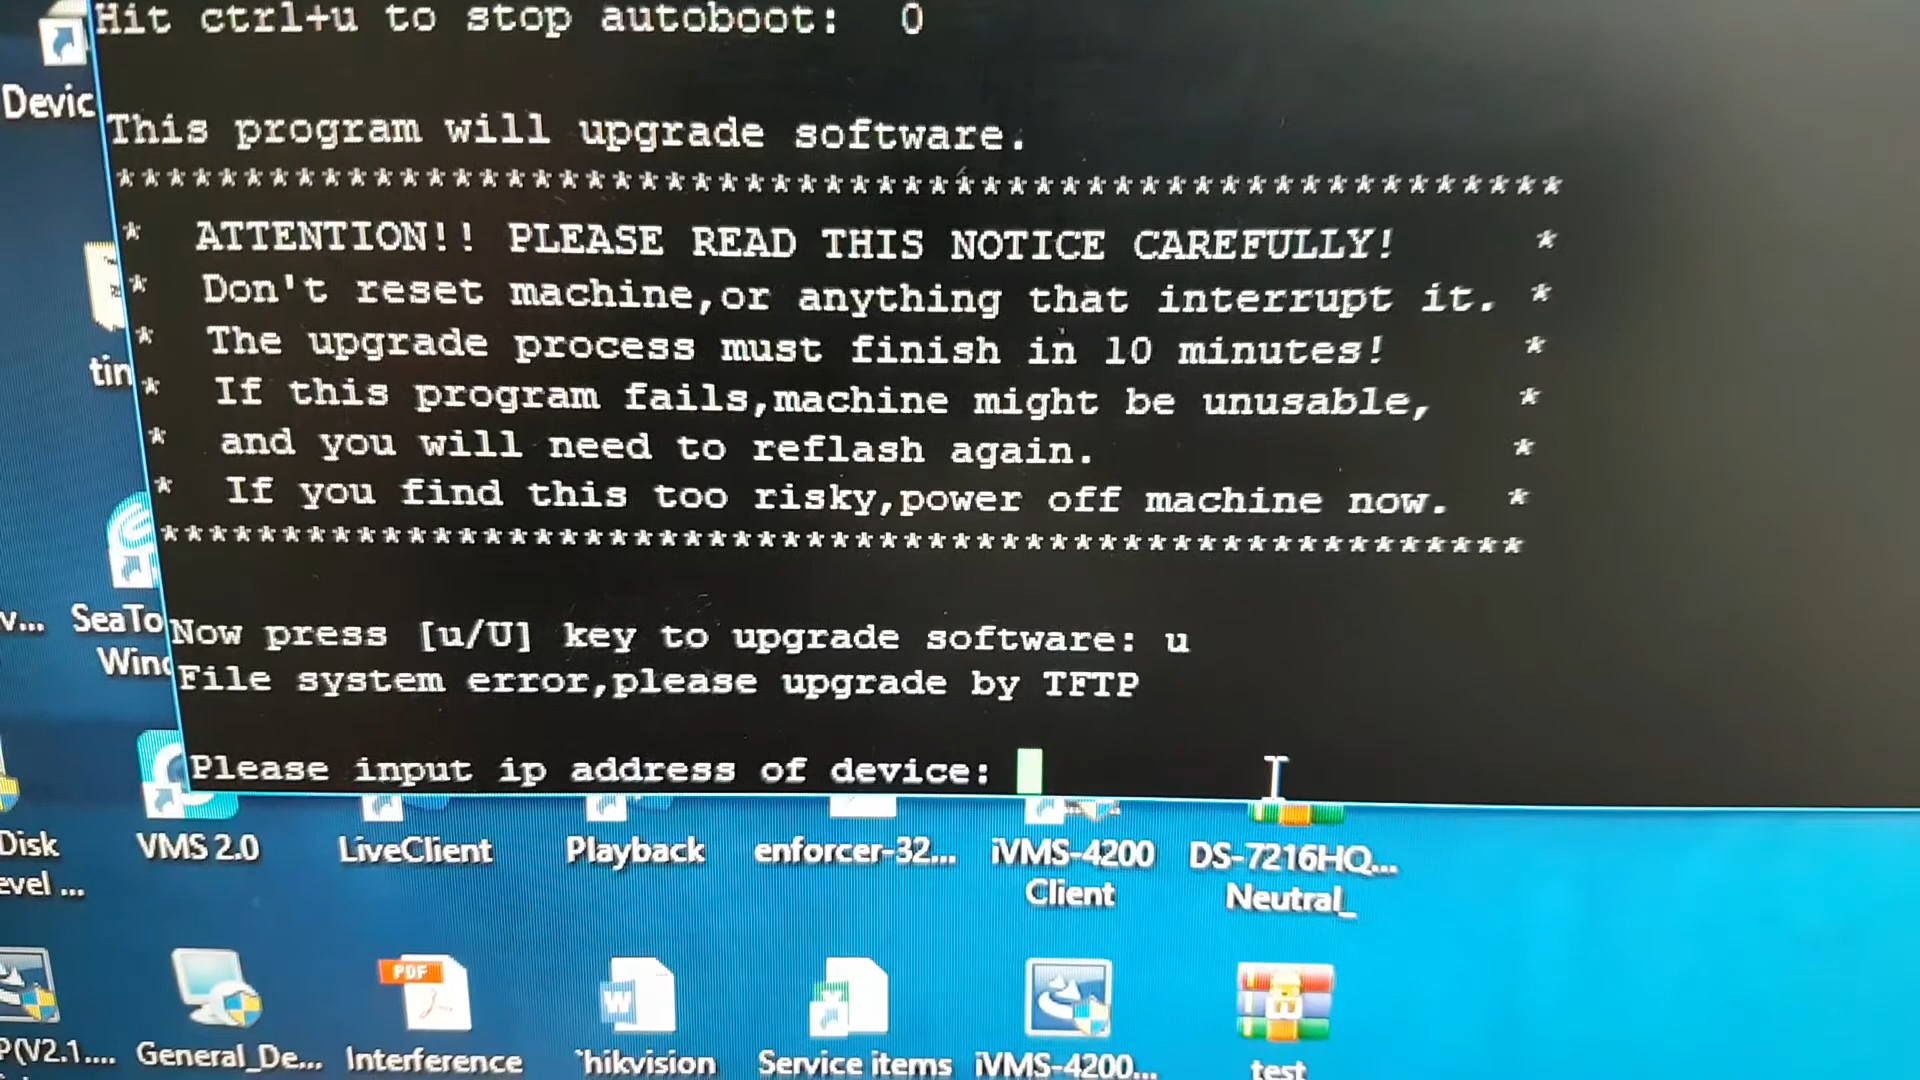 Hit ctrl+u to stop autoboot: 0
Devic
This program will upgrade software.
*******************************************************
* ATTENTION!! PLEASE READ THIS NOTICE CAREFULLY! *
* Don't reset machine,or anything that interrupt it. *
* The upgrade process must finish in 10 minutes! *
tin
* If this program fails,machine might be unusable, *
* and you will need to reflash again. *
* If you find this too risky,power off machine now. *
*******************************************************
v... SeaTo
Wind
Now press [u/U] key to upgrade software: u
File system error,please upgrade by TFTP
Please input ip address of device:
Disk
evel ...
VMS 2.0
LiveClient
Playback
enforcer-32...
iVMS-4200
Client
DS-7216HQ...
Neutral_
PDF
P(V2.1....
General_De...
Interference
hikvision
Service items
iVMS-4200...
test